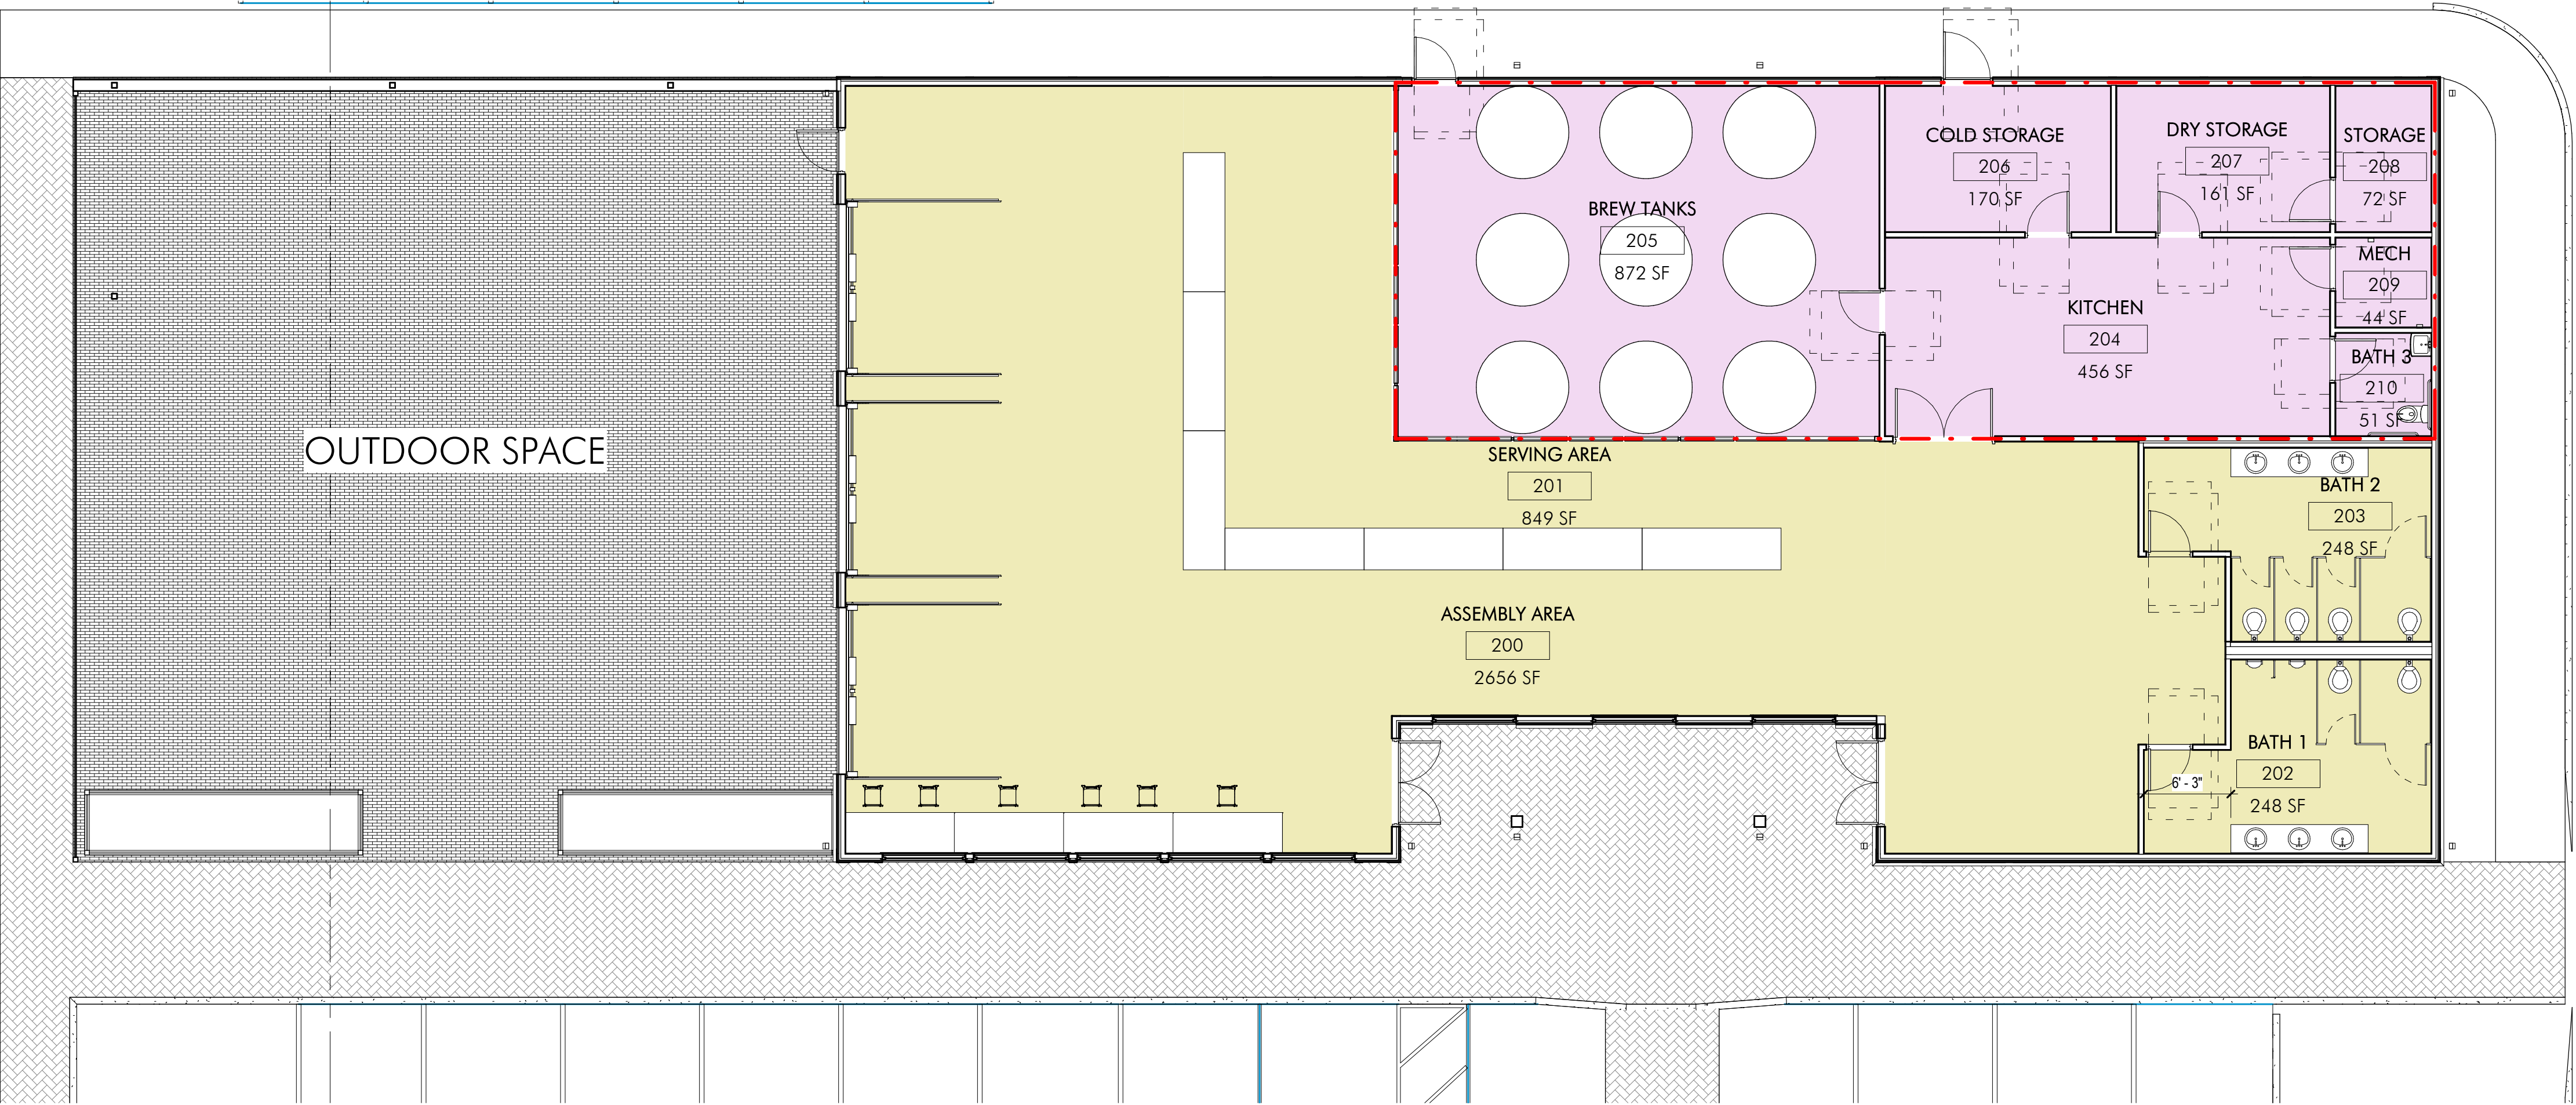 COLD STORAGE
206
170 SF
DRY STORAGE
207
161 SF
STORAGE
208
72 SF
BREW TANKS
205
872 SF
MECH
209
44 SF
KITCHEN
204
456 SF
BATH 3
210
51 SF
OUTDOOR SPACE
SERVING AREA
201
849 SF
BATH 2
203
248 SF
ASSEMBLY AREA
200
2656 SF
BATH 1
202
248 SF
6' - 3"